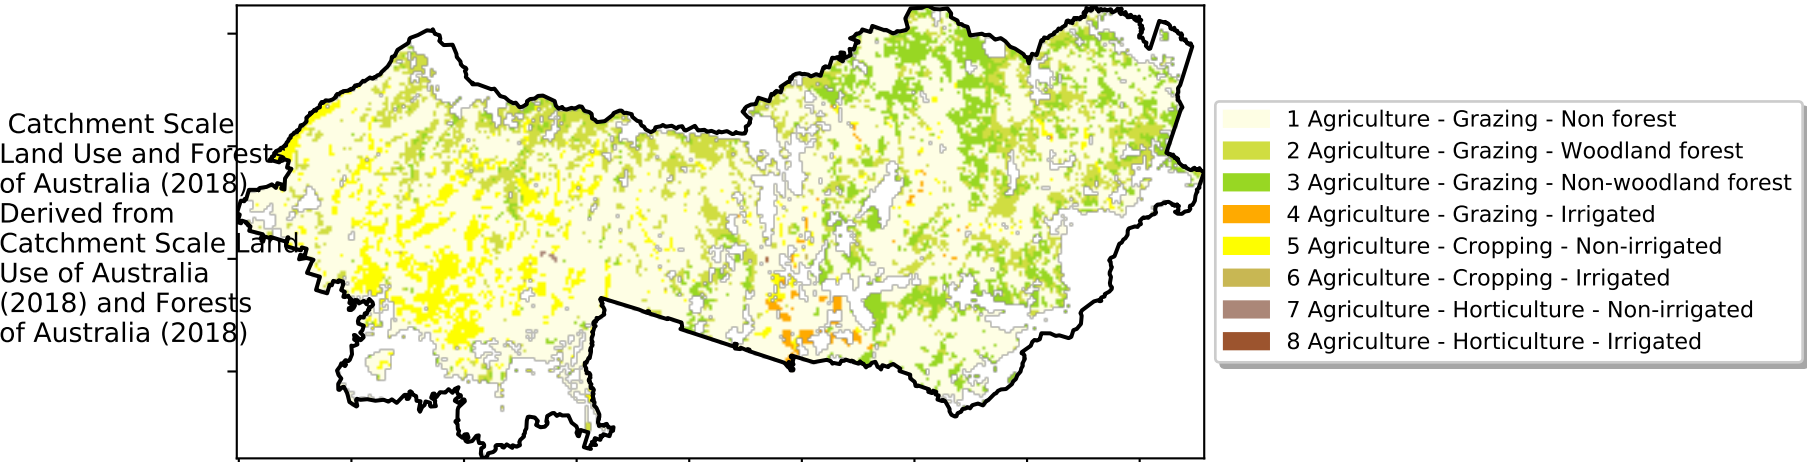 Catchment Scale
Land Use and Forests
of Australia (2018)
Derived from
Catchment Scale Land
Use of Australia
(2018) and Forests
of Australia (2018)
1 Agriculture - Grazing - Non forest
2 Agriculture - Grazing - Woodland forest
3 Agriculture - Grazing - Non-woodland forest
4 Agriculture - Grazing - Irrigated
5 Agriculture - Cropping - Non-irrigated
6 Agriculture - Cropping - Irrigated
7 Agriculture - Horticulture - Non-irrigated
8 Agriculture - Horticulture - Irrigated